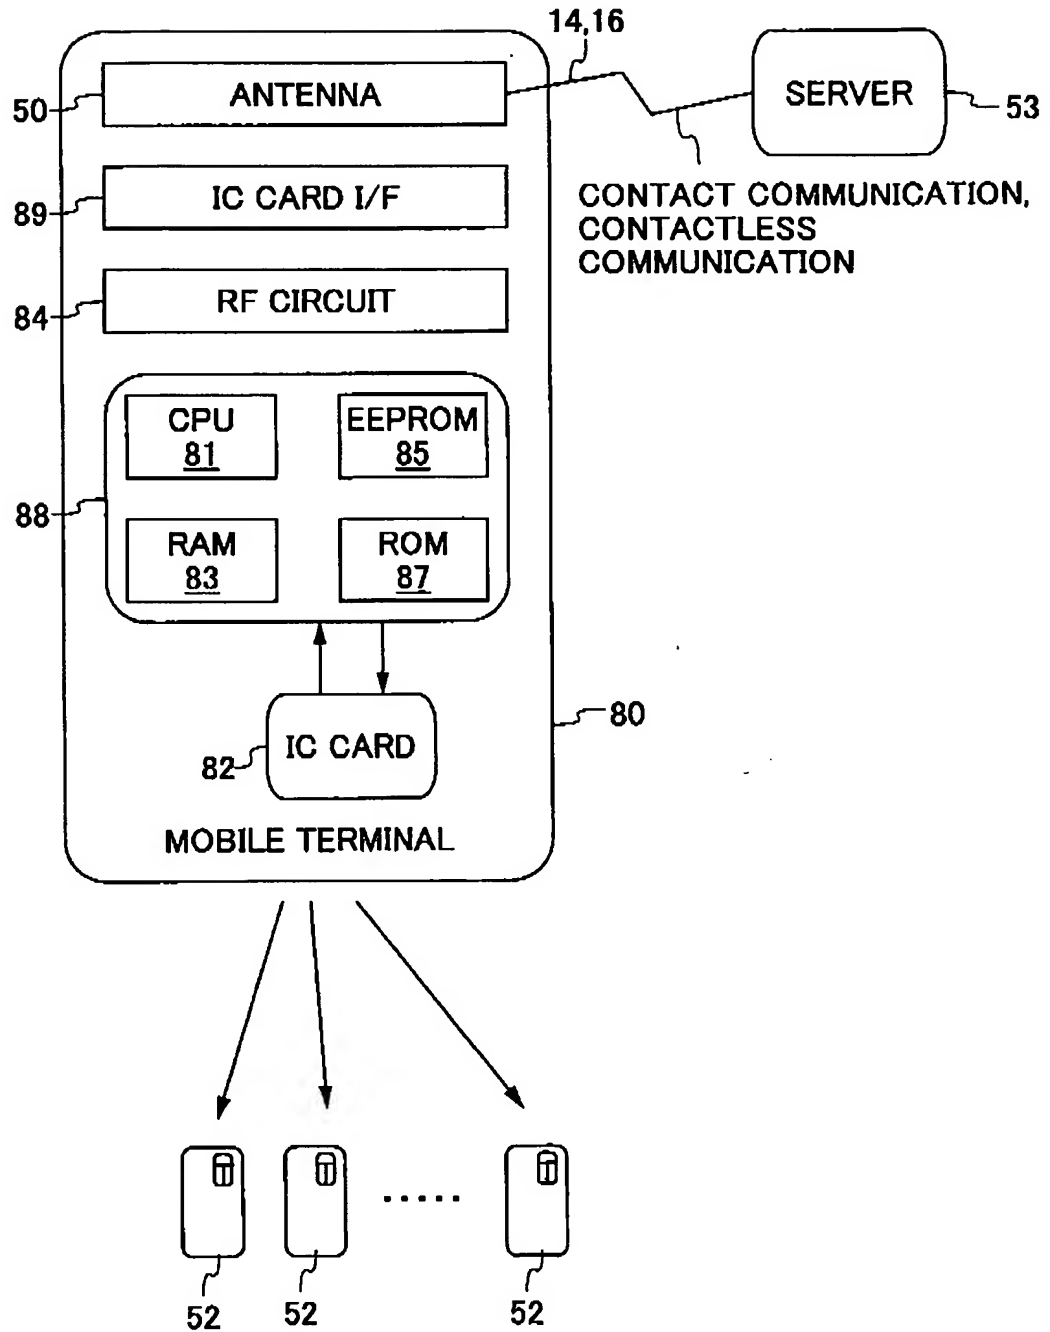 14,16
ANTENNA
SERVER
50
53
IC CARD I/F
89
CONTACT COMMUNICATION,
CONTACTLESS
COMMUNICATION
RF CIRCUIT
84
CPU
81
EEPROM
85
88
RAM
83
ROM
87
80
IC CARD
82
MOBILE TERMINAL
52
52
52